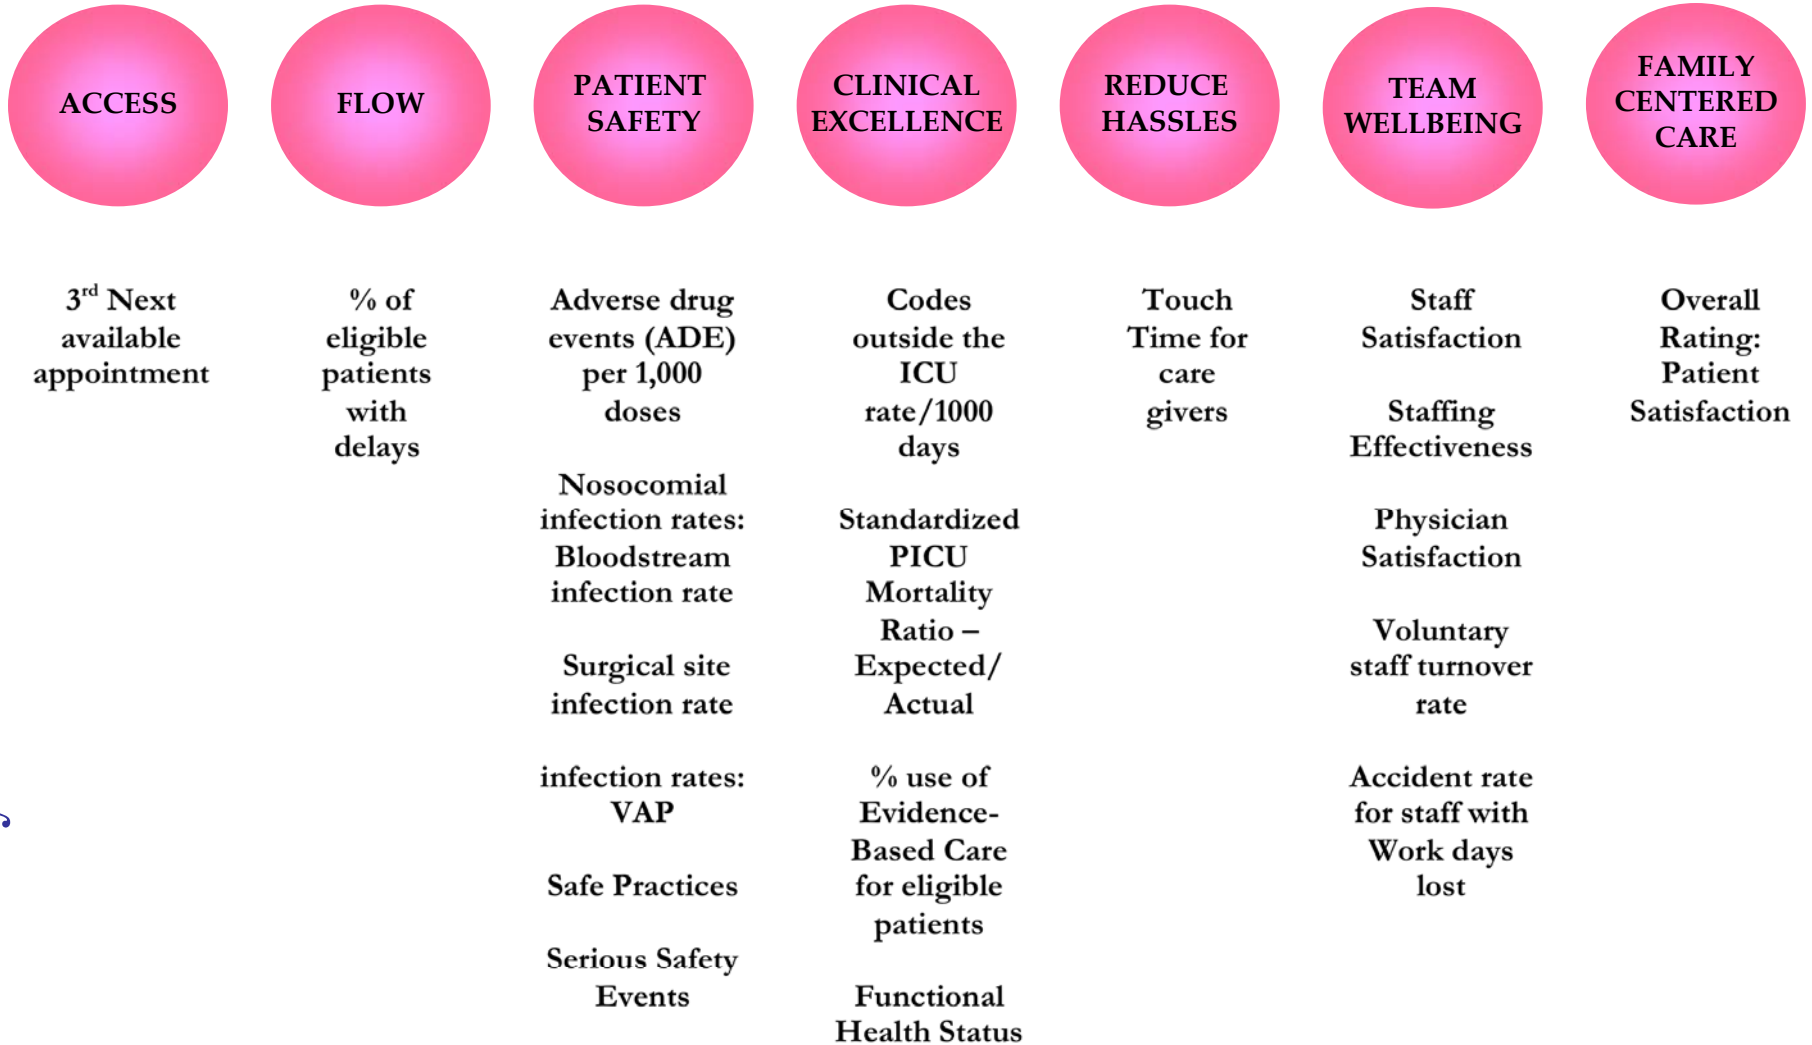 ACCESS
FLOW
PATIENT
SAFETY
CLINICAL
EXCELLENCE
REDUCE
HASSLES
TEAM
WELLBEING
FAMILY
CENTERED
CARE
3rd Next
available
appointment
% of
eligible
patients
with
delays
Adverse drug
events (ADE)
per 1,000
doses
Nosocomial
infection rates:
Bloodstream
infection rate
Surgical site
infection rate
infection rates:
VAP
Safe Practices
Serious Safety
Events
Codes
outside the
ICU
rate/1000
days
Standardized
PICU
Mortality
Ratio –
Expected/
Actual
% use of
Evidence-
Based Care
for eligible
patients
Functional
Health Status
Touch
Time for
care
givers
Staff
Satisfaction
Staffing
Effectiveness
Physician
Satisfaction
Voluntary
staff turnover
rate
Accident rate
for staff with
Work days
lost
Overall
Rating:
Patient
Satisfaction